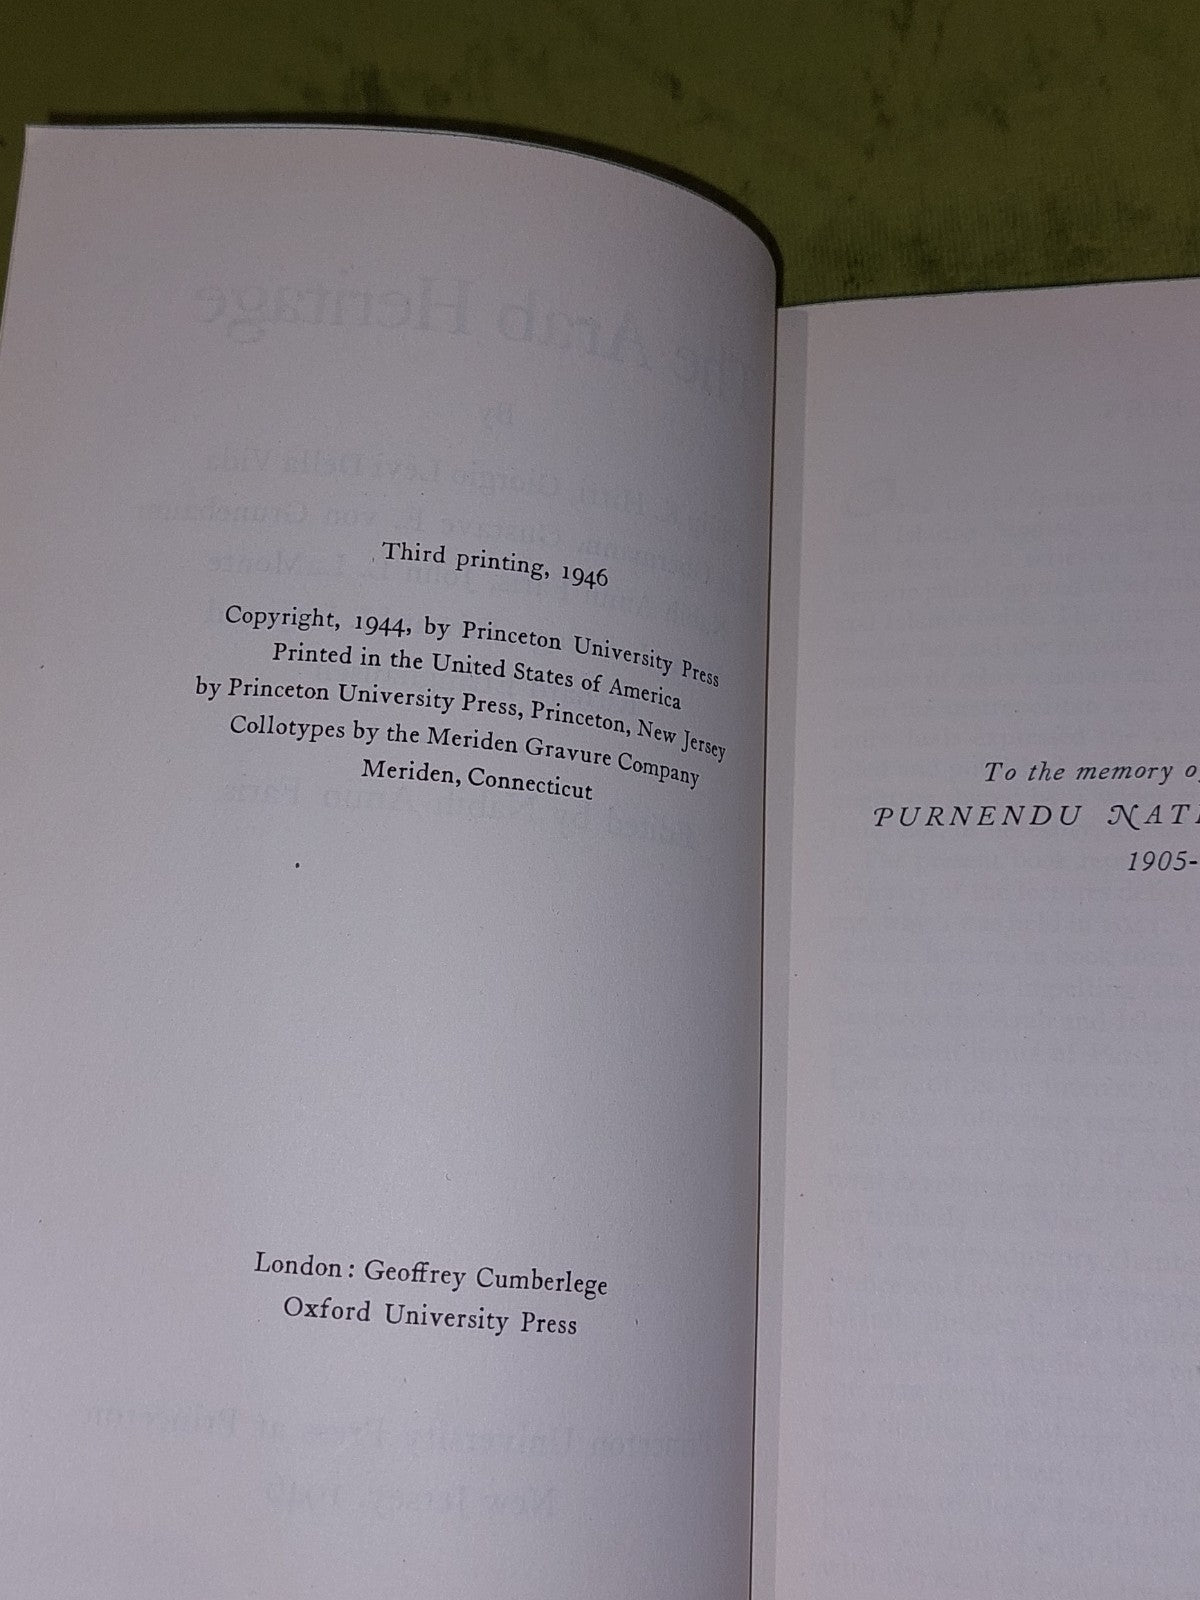 Third printing, 1946
Copyright, 1944, by Princeton University Press
Printed in the United States of America
by Princeton University Press, Princeton, New Jersey
Collotypes by the Meriden Gravure Company
Meriden, Connecticut
London: Geoffrey Cumberlege
Oxford University Press
To the memory
PURNENDU
1905-